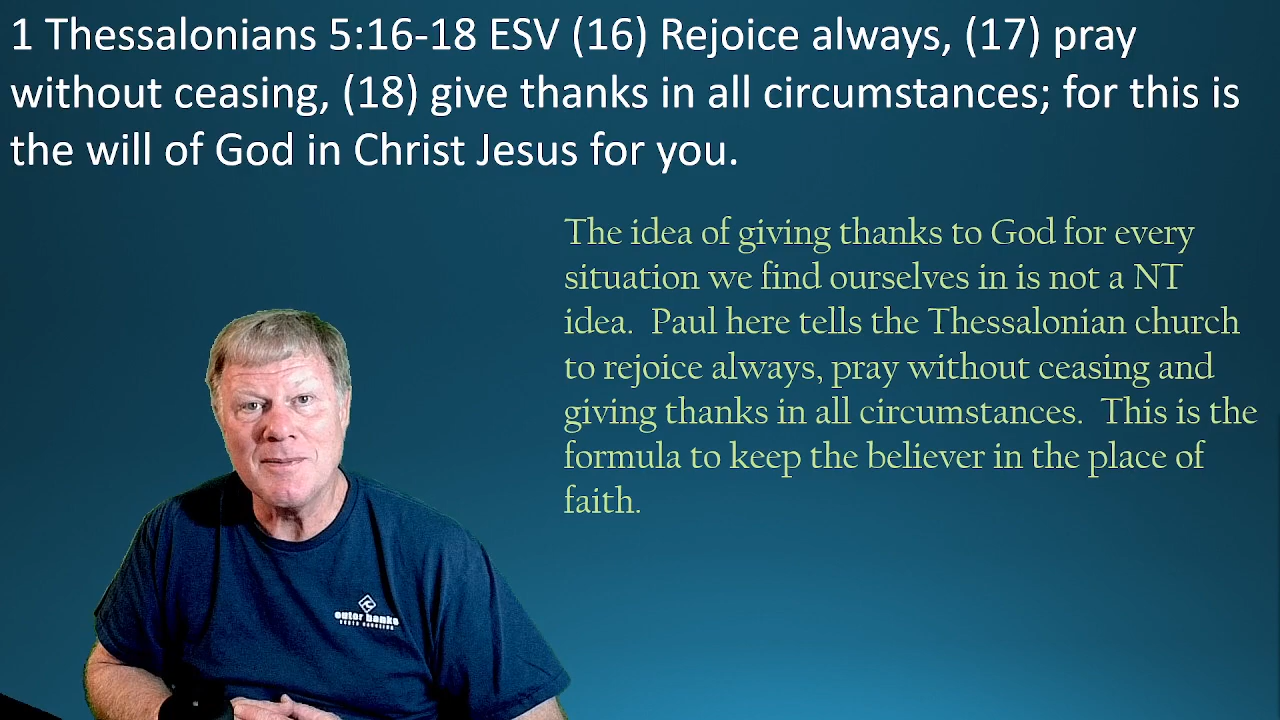 1 Thessalonians 5:16-18 ESV (16) Rejoice always, (17) pray
without ceasing, (18) give thanks in all circumstances; for this is
the will of God in Christ Jesus for you.
The idea of giving thanks to God for every
situation we find ourselves in is not a NT
idea.  Paul here tells the Thessalonian church
to rejoice always, pray without ceasing and
giving thanks in all circumstances.  This is the
formula to keep the believer in the place of
faith.
outer banks
NORTH CAROLINA